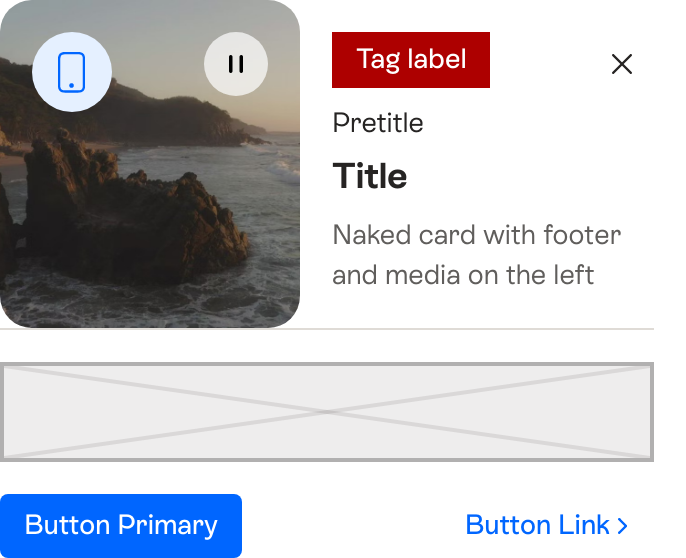 Tag label
Pretitle
Title
Naked card with footer
and media on the left
Button Primary
Button Link